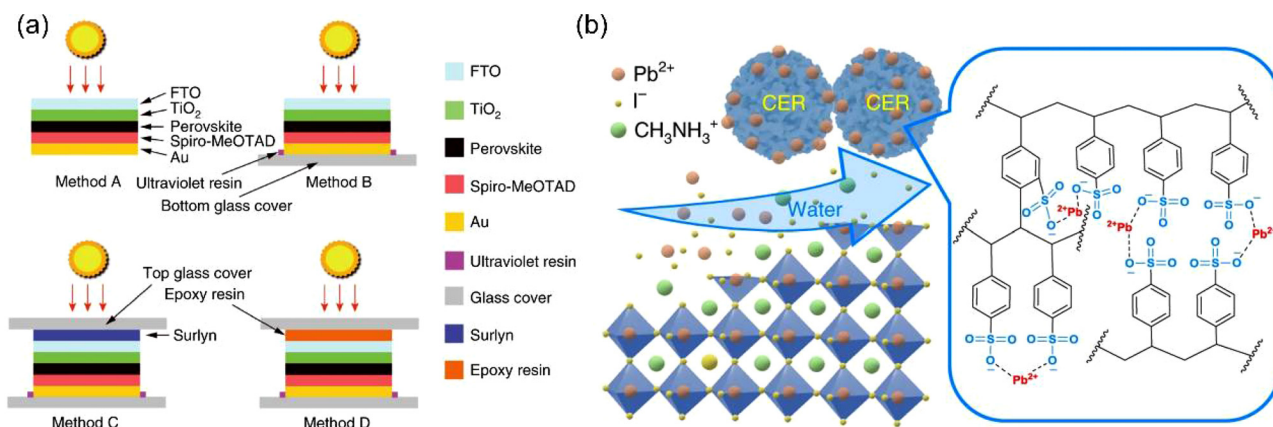 (a)
FTO
TiO2
Perovskite
Spiro-MeOTAD
Au
Method A
Ultraviolet resin
Bottom glass cover
Method B
Top glass cover
Epoxy resin
Surlyn
Method C
Method D
FTO
TiO2
Perovskite
Spiro-MeOTAD
Au
Ultraviolet resin
Glass cover
Surlyn
Epoxy resin
(b)
Pb2+
I−
CH3NH3+
CER
CER
Water
O
S
O
O−
2+Pb
O−
S
O
O
O−
S
O
O
O
S
O
O−
2+Pb
Pb2+
O
O
S
O−
O
O
S
O−
O
S
O
O−
O
S
O
O−
Pb2+